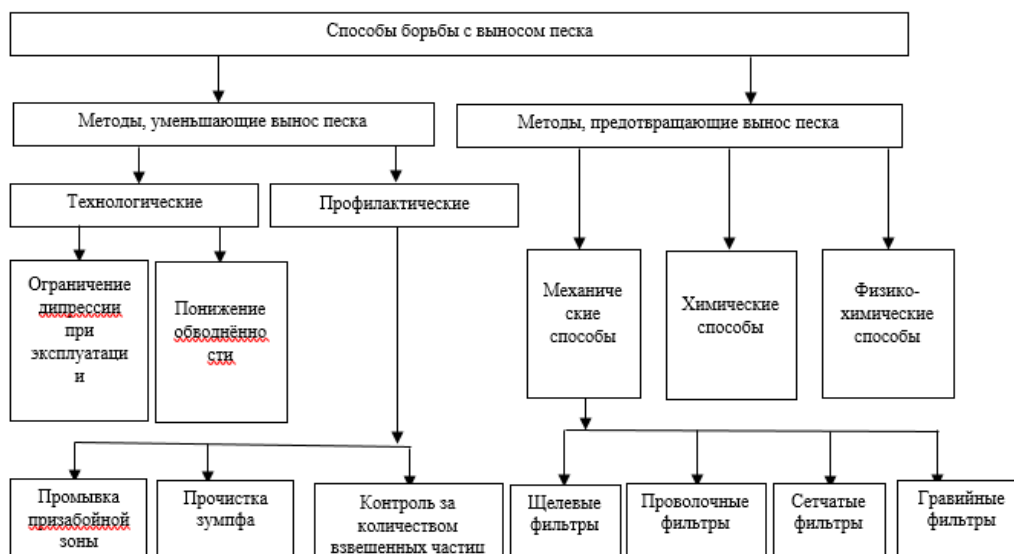 Способы борьбы с выносом песка
Методы, уменьшающие вынос песка
Методы, предотвращающие вынос песка
Технологические
Профилактические
Ограничение
дипрессии
при
эксплуатаци
и
Понижение
обводнённо
сти
Механиче
ские
способы
Химические
способы
Физико-
химические
способы
Промывка
призабойной
зоны
Прочистка
зумпфа
Контроль за
количеством
взвешенных частиц
Щелевые
фильтры
Проволочные
фильтры
Сетчатые
фильтры
Гравийные
фильтры